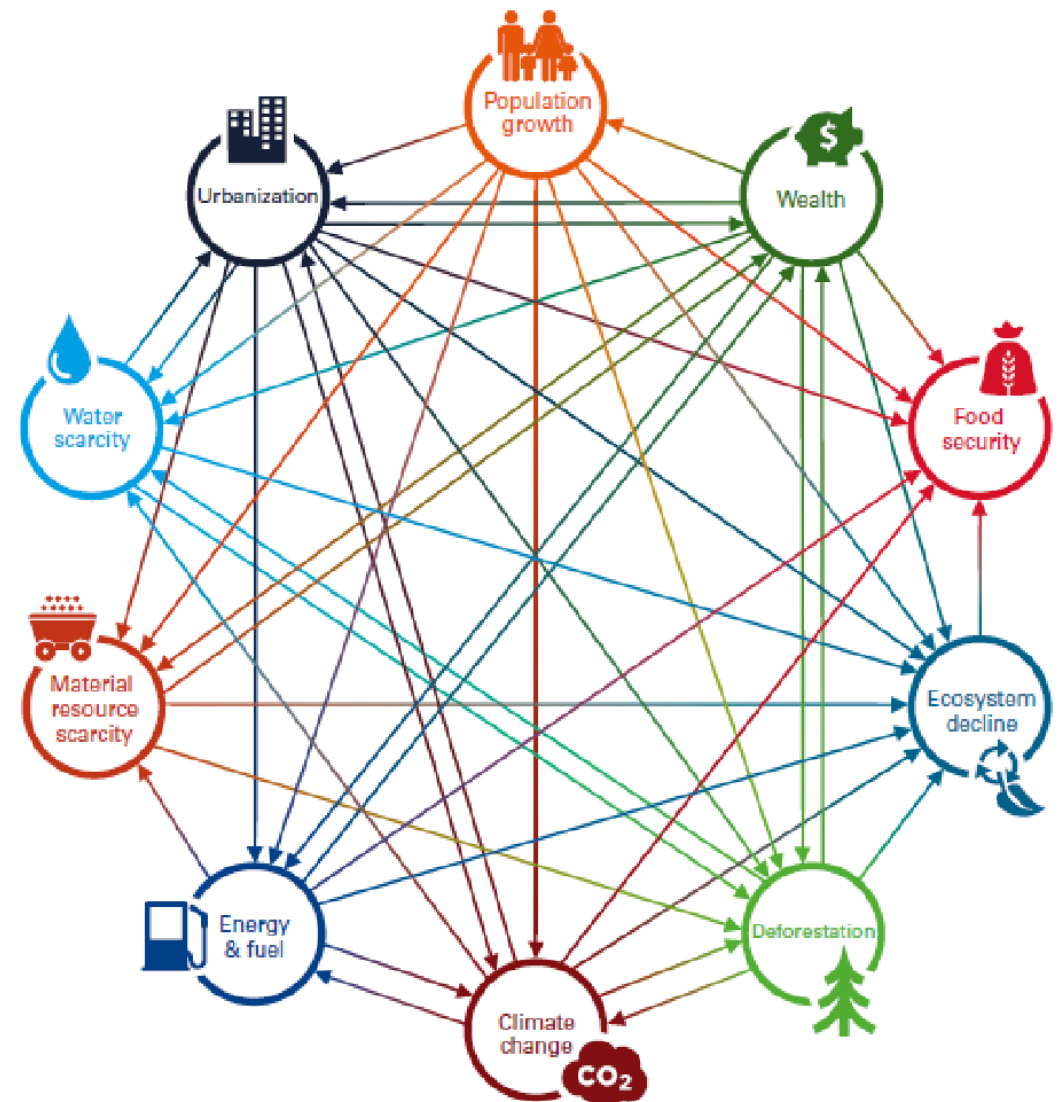 Population
growth
Urbanization
$
Wealth
Water
scarcity
Food
security
Material
resource
scarcity
Ecosystem
decline
Energy
& fuel
Deforestation
Climate
change
CO₂